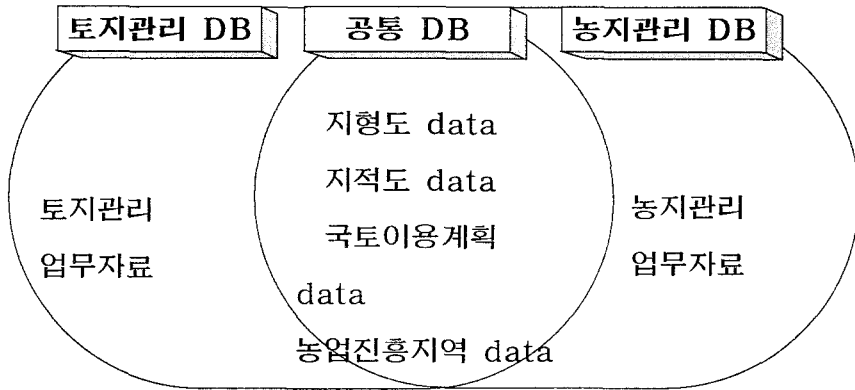 토지관리 DB
공통 DB
농지관리 DB
지형도 data
지적도 data
국토이용계획
data
농업진흥지역 data
토지관리
업무자료
농지관리
업무자료